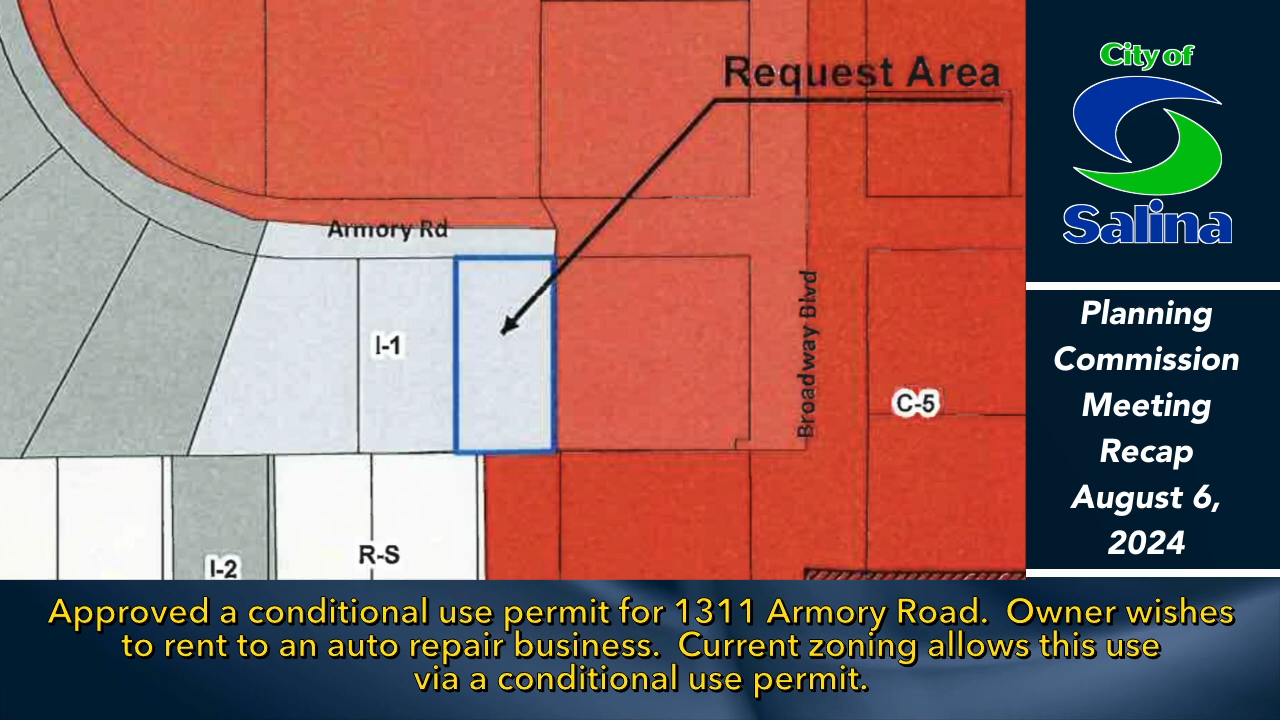 Request Area
Armory Rd
Broadway Blvd
I-1
C-5
R-S
I-2
City of
Salina
Planning
Commission
Meeting
Recap
August 6,
2024
Approved a conditional use permit for 1311 Armory Road.  Owner wishes
to rent to an auto repair business.  Current zoning allows this use
via a conditional use permit.